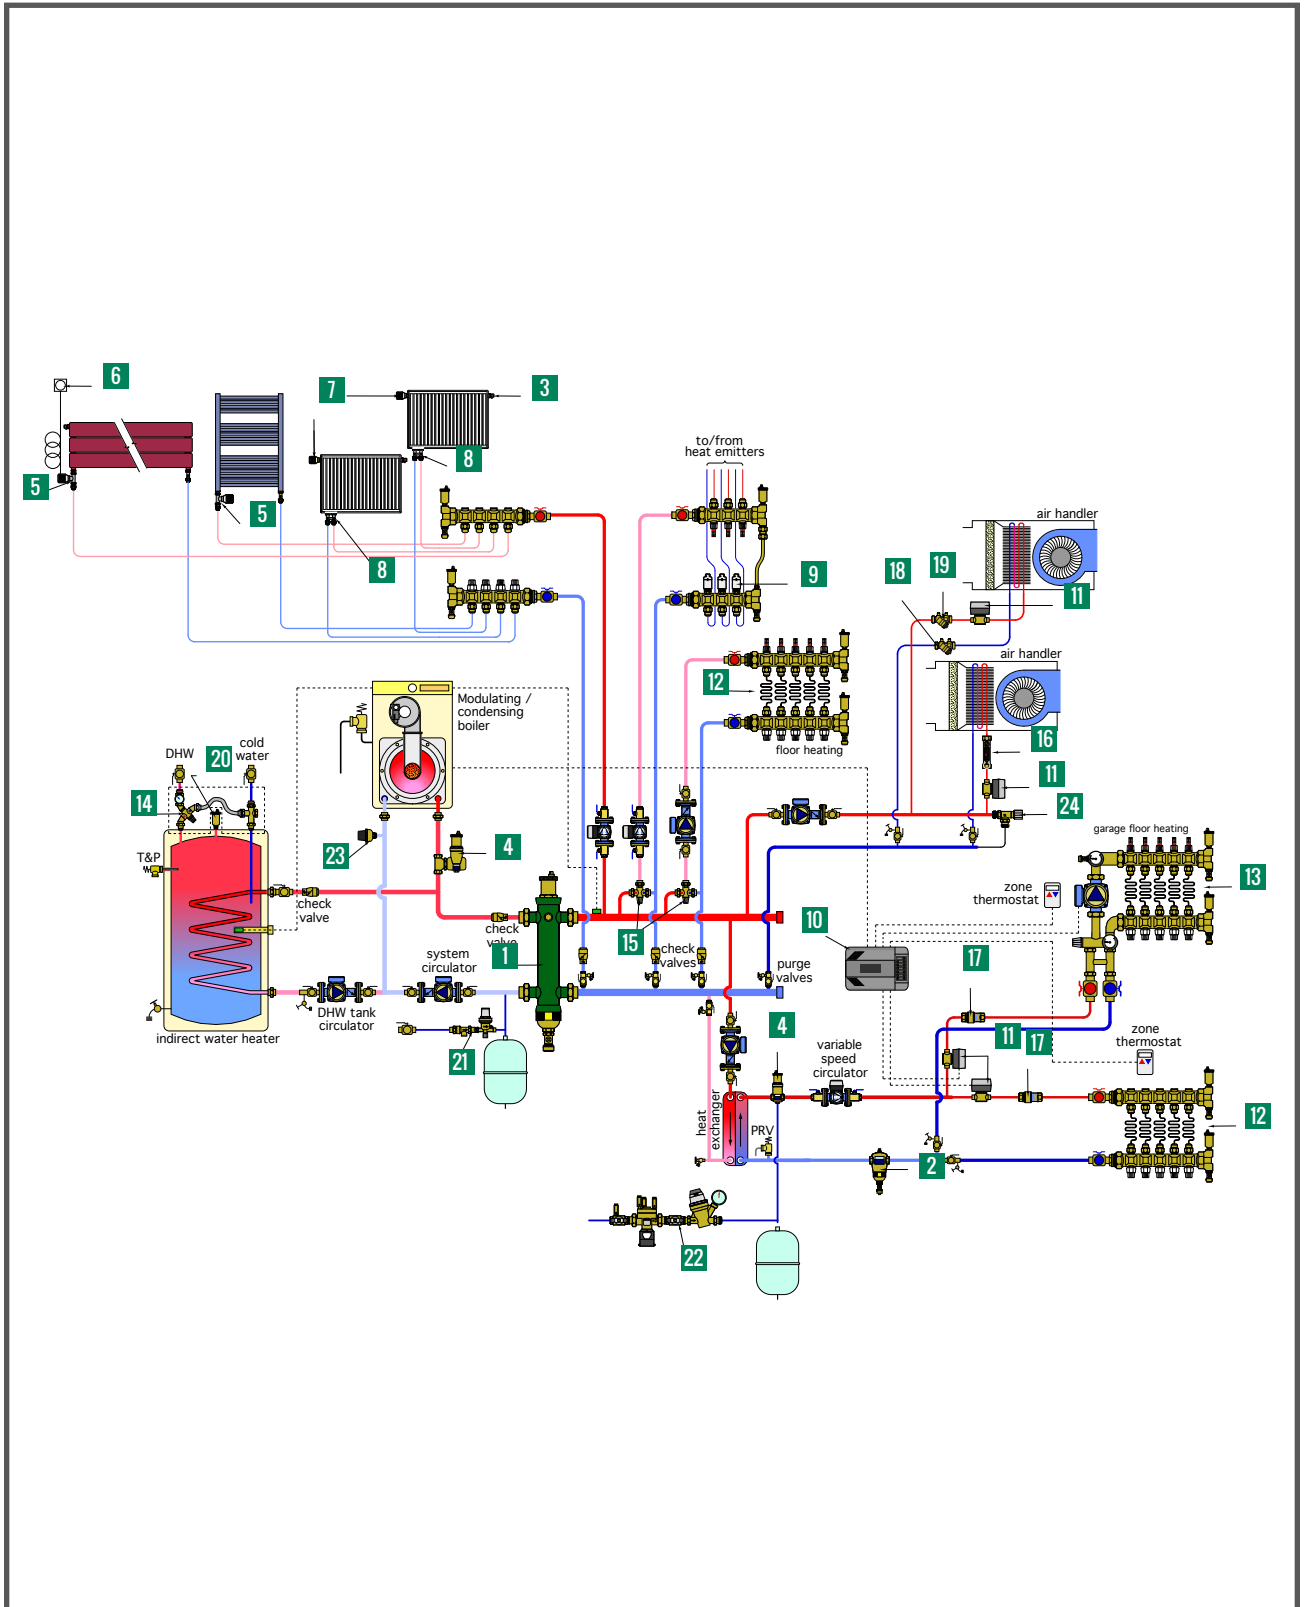 6
7
3
5
5
8
8
to/from
heat emitters
9
air handler
18
19
11
air handler
12
floor heating
16
11
24
Modulating /
condensing
boiler
DHW
20
cold
water
14
T&P
23
4
check
valve
check
valve
1
15
check
valves
purge
valves
system
circulator
DHW tank
circulator
indirect water heater
21
garage floor heating
13
zone
thermostat
10
17
4
variable
speed
circulator
11
17
zone
thermostat
heat
exchanger
PRV
2
12
22